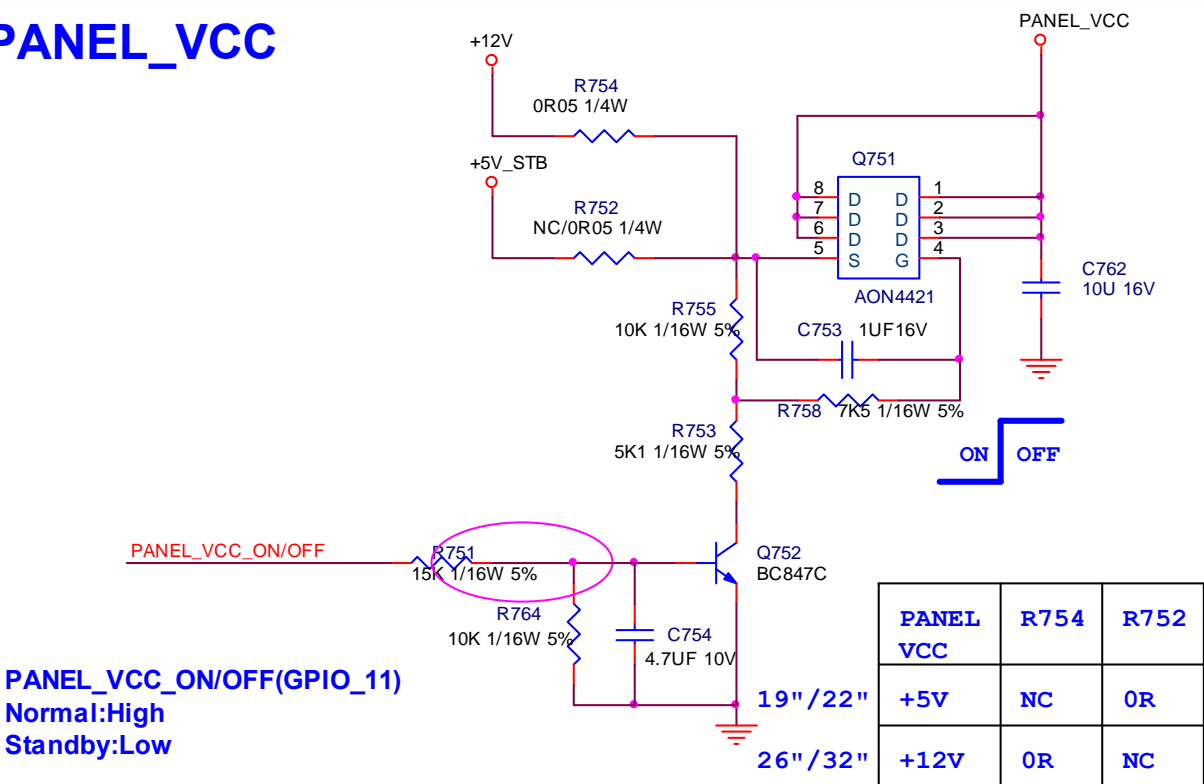 PANEL_VCC
+12V
R754
0R05 1/4W
+5V_STB
R752
NC/0R05 1/4W
PANEL_VCC
Q751
8 D D 1
7 D D 2
6 D D 3
5 S G 4
AON4421
C762
10U 16V
R755
10K 1/16W 5%
C753 1UF16V
R758 7K5 1/16W 5%
R753
5K1 1/16W 5%
ON OFF
PANEL_VCC_ON/OFF
R751
15K 1/16W 5%
Q752
BC847C
R764
10K 1/16W 5%
C754
4.7UF 10V
PANEL_VCC_ON/OFF(GPIO_11)
Normal:High
Standby:Low
PANEL VCC R754 R752
19"/22" +5V NC 0R
26"/32" +12V 0R NC